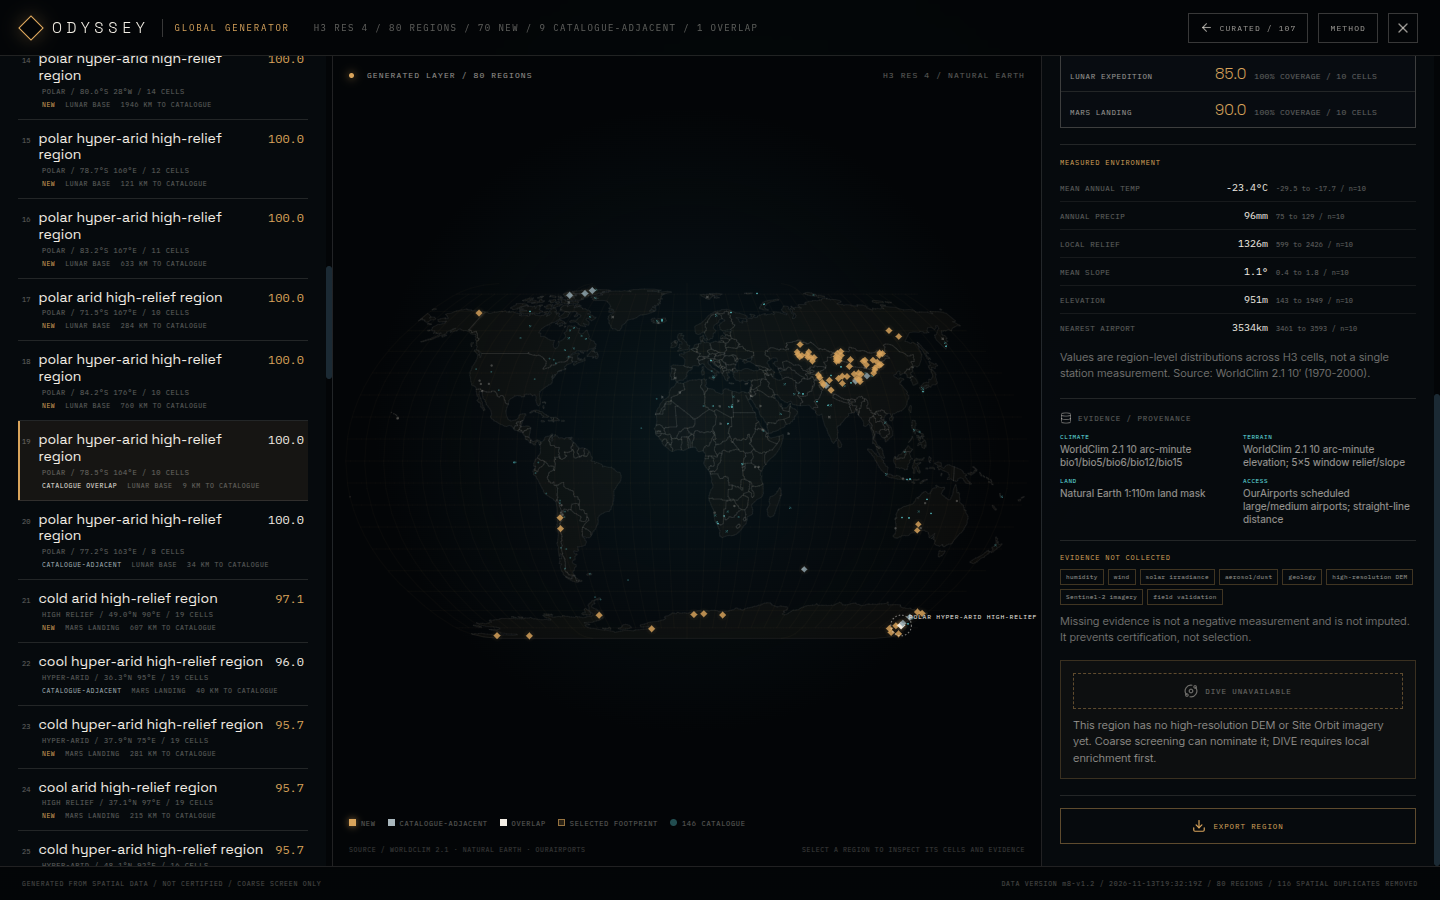 ODYSSEY
GLOBAL GENERATOR
H3 RES 4 / 80 REGIONS / 70 NEW / 9 CATALOGUE-ADJACENT / 1 OVERLAP
CURATED / 107
METHOD
14 polar hyper-arid high-relief region 100.0
POLAR / 80.6°S 28°W / 14 CELLS
NEW LUNAR BASE 1946 KM TO CATALOGUE
15 polar hyper-arid high-relief region 100.0
POLAR / 78.7°S 160°E / 12 CELLS
NEW LUNAR BASE 121 KM TO CATALOGUE
16 polar hyper-arid high-relief region 100.0
POLAR / 83.2°S 167°E / 11 CELLS
NEW LUNAR BASE 633 KM TO CATALOGUE
17 polar arid high-relief region 100.0
POLAR / 71.5°S 167°E / 10 CELLS
NEW LUNAR BASE 284 KM TO CATALOGUE
18 polar hyper-arid high-relief region 100.0
POLAR / 84.2°S 176°E / 10 CELLS
NEW LUNAR BASE 760 KM TO CATALOGUE
19 polar hyper-arid high-relief region 100.0
POLAR / 78.5°S 164°E / 10 CELLS
CATALOGUE OVERLAP LUNAR BASE 9 KM TO CATALOGUE
20 polar hyper-arid high-relief region 100.0
POLAR / 77.2°S 163°E / 8 CELLS
CATALOGUE-ADJACENT LUNAR BASE 34 KM TO CATALOGUE
21 cold arid high-relief region 97.1
HIGH RELIEF / 49.0°N 90°E / 19 CELLS
NEW MARS LANDING 607 KM TO CATALOGUE
22 cool hyper-arid high-relief region 96.0
HYPER-ARID / 36.3°N 95°E / 19 CELLS
CATALOGUE-ADJACENT MARS LANDING 40 KM TO CATALOGUE
23 cold hyper-arid high-relief region 95.7
HYPER-ARID / 37.9°N 75°E / 19 CELLS
NEW MARS LANDING 281 KM TO CATALOGUE
24 cool arid high-relief region 95.7
HIGH RELIEF / 37.1°N 97°E / 19 CELLS
NEW MARS LANDING 215 KM TO CATALOGUE
25 cold hyper-arid high-relief region 95.7
GENERATED LAYER / 80 REGIONS
H3 RES 4 / NATURAL EARTH
POLAR HYPER-ARID HIGH-RELIEF
NEW
CATALOGUE-ADJACENT
OVERLAP
SELECTED FOOTPRINT
146 CATALOGUE
SOURCE / WORLDCLIM 2.1 · NATURAL EARTH · OURAIRPORTS
SELECT A REGION TO INSPECT ITS CELLS AND EVIDENCE
LUNAR EXPEDITION 85.0 100% COVERAGE / 10 CELLS
MARS LANDING 90.0 100% COVERAGE / 10 CELLS
MEASURED ENVIRONMENT
MEAN ANNUAL TEMP -23.4°C -29.5 to -17.7 / n=10
ANNUAL PRECIP 96mm 75 to 129 / n=10
LOCAL RELIEF 1326m 599 to 2426 / n=10
MEAN SLOPE 1.1° 0.4 to 1.8 / n=10
ELEVATION 951m 143 to 1949 / n=10
NEAREST AIRPORT 3534km 3461 to 3593 / n=10
Values are region-level distributions across H3 cells, not a single
station measurement. Source: WorldClim 2.1 10′ (1970-2000).
EVIDENCE / PROVENANCE
CLIMATE
WorldClim 2.1 10 arc-minute
bio1/bio5/bio6/bio12/bio15
TERRAIN
WorldClim 2.1 10 arc-minute
elevation; 5×5 window relief/slope
LAND
Natural Earth 1:110m land mask
ACCESS
OurAirports scheduled
large/medium airports; straight-line
distance
EVIDENCE NOT COLLECTED
humidity
wind
solar irradiance
aerosol/dust
geology
high-resolution DEM
Sentinel-2 imagery
field validation
Missing evidence is not a negative measurement and is not imputed.
It prevents certification, not selection.
DIVE UNAVAILABLE
This region has no high-resolution DEM or Site Orbit imagery
yet. Coarse screening can nominate it; DIVE requires local
enrichment first.
EXPORT REGION
GENERATED FROM SPATIAL DATA / NOT CERTIFIED / COARSE SCREEN ONLY
DATA VERSION m8-v1.2 / 2026-11-13T19:32:19Z / 80 REGIONS / 116 SPATIAL DUPLICATES REMOVED